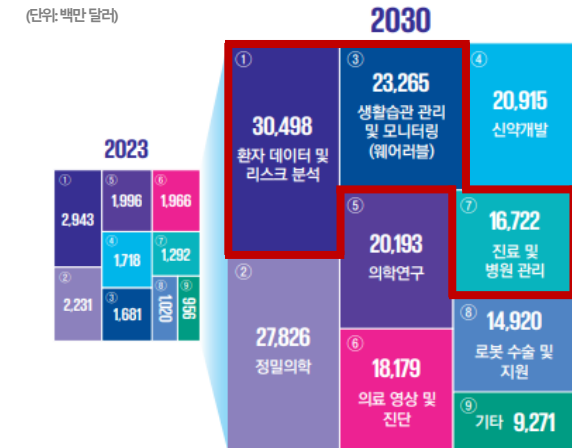 (단위: 백만 달러)
2023
①
2,943
②
2,231
⑤
1,996
④
1,718
③
1,681
⑥
1,966
⑦
1,292
⑧
1,020
⑨
956
2030
①
30,498
환자 데이터 및
리스크 분석
②
27,826
정밀의학
③
23,265
생활습관 관리
및 모니터링
(웨어러블)
⑤
20,193
의학연구
⑥
18,179
의료 영상 및
진단
④
20,915
신약개발
⑦
16,722
진료 및
병원 관리
⑧
14,920
로봇 수술 및
지원
⑨
기타 9,271